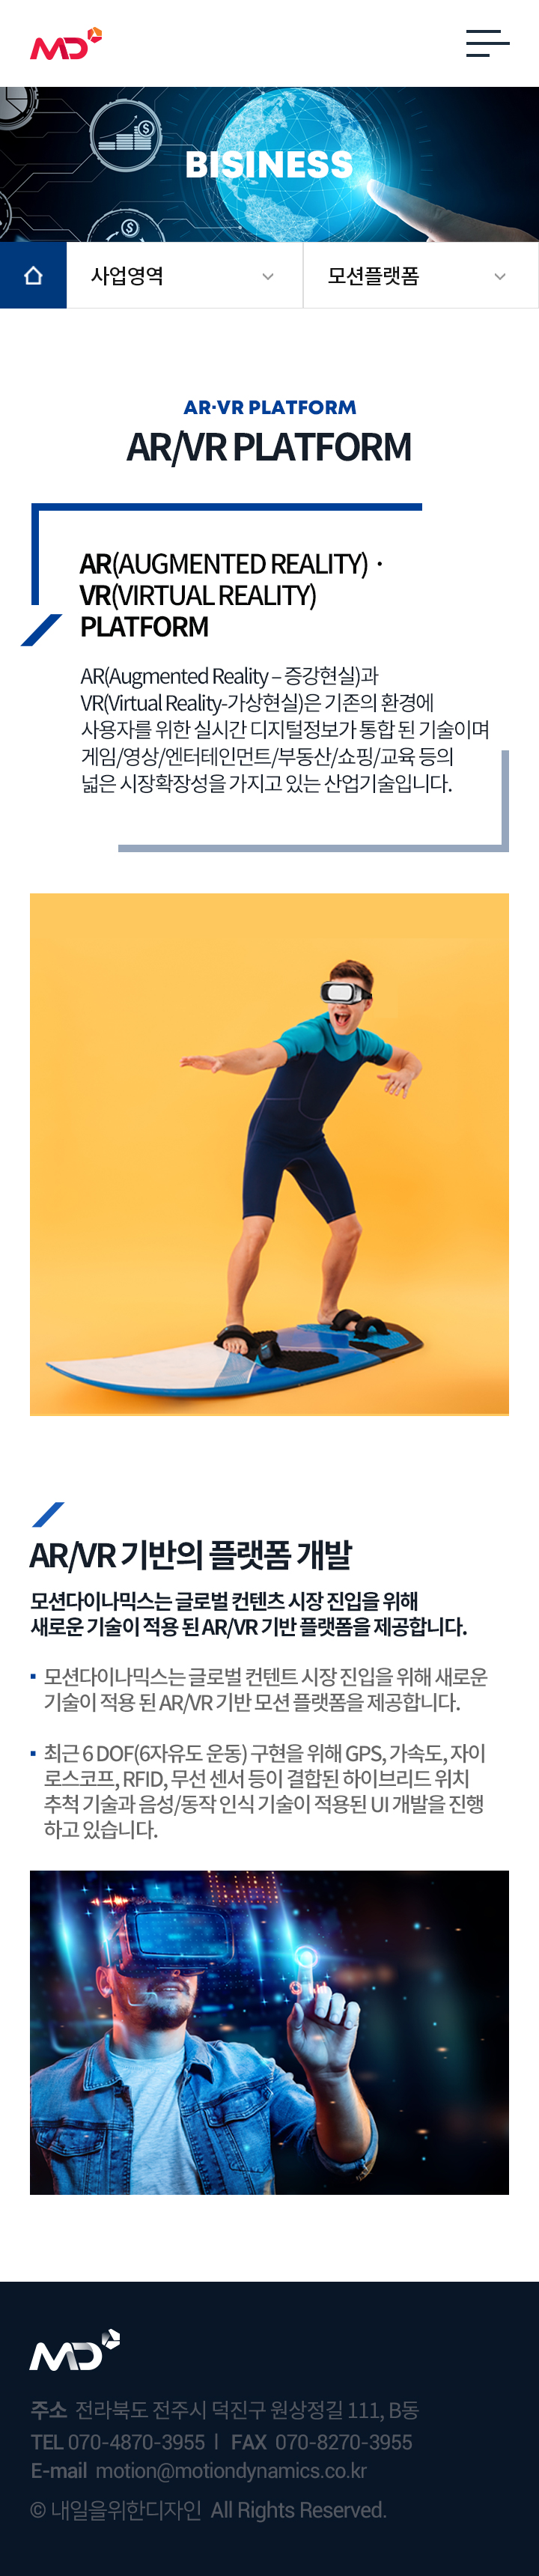 MD
BISINESS
사업영역
모션플랫폼
AR·VR PLATFORM
AR/VR PLATFORM
AR(AUGMENTED REALITY) ·
VR(VIRTUAL REALITY)
PLATFORM
AR(Augmented Reality – 증강현실)과
VR(Virtual Reality-가상현실)은 기존의 환경에
사용자를 위한 실시간 디지털정보가 통합 된 기술이며
게임/영상/엔터테인먼트/부동산/쇼핑/교육 등의
넓은 시장확장성을 가지고 있는 산업기술입니다.
AR/VR 기반의 플랫폼 개발
모션다이나믹스는 글로벌 컨텐츠 시장 진입을 위해
새로운 기술이 적용 된 AR/VR 기반 플랫폼을 제공합니다.
모션다이나믹스는 글로벌 컨텐트 시장 진입을 위해 새로운
기술이 적용 된 AR/VR 기반 모션 플랫폼을 제공합니다.
최근 6 DOF(6자유도 운동) 구현을 위해 GPS, 가속도, 자이
로스코프, RFID, 무선 센서 등이 결합된 하이브리드 위치
추척 기술과 음성/동작 인식 기술이 적용된 UI 개발을 진행
하고 있습니다.
MD
주소 전라북도 전주시 덕진구 원상정길 111, B동
TEL 070-4870-3955 | FAX 070-8270-3955
E-mail motion@motiondynamics.co.kr
© 내일을위한디자인 All Rights Reserved.